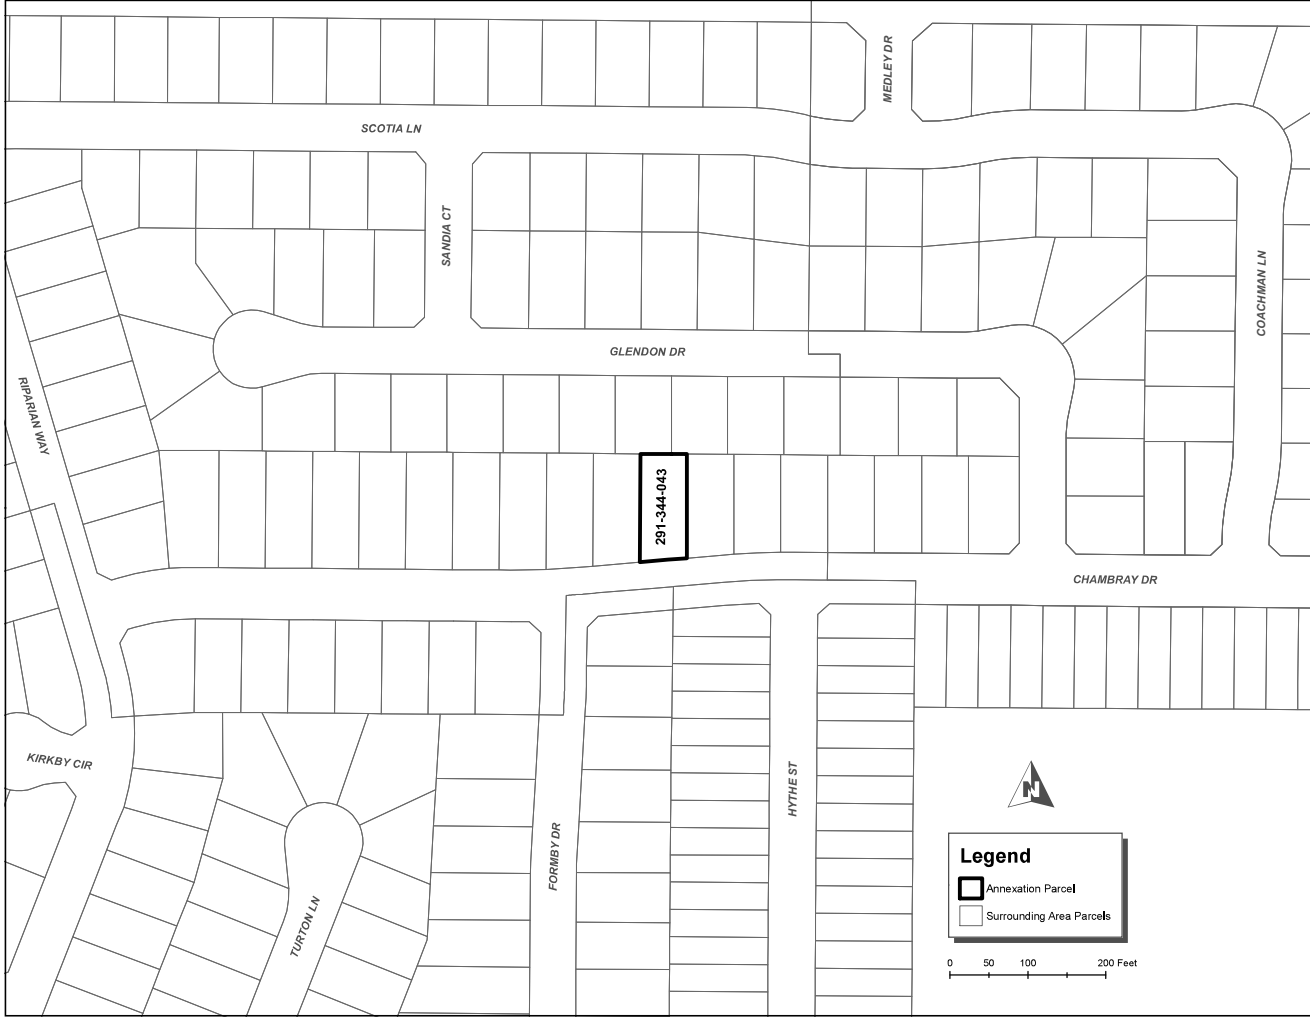 MEDLEY DR
SCOTIA LN
SANDIA CT
COACHMAN LN
GLENDON DR
RIPARIAN WAY
291-344-043
CHAMBRAY DR
KIRKBY CIR
HYTHE ST
N
FORMBY DR
TURTON LN
Legend
Annexation Parcel
Surrounding Area Parcels
0 50 100 200 Feet